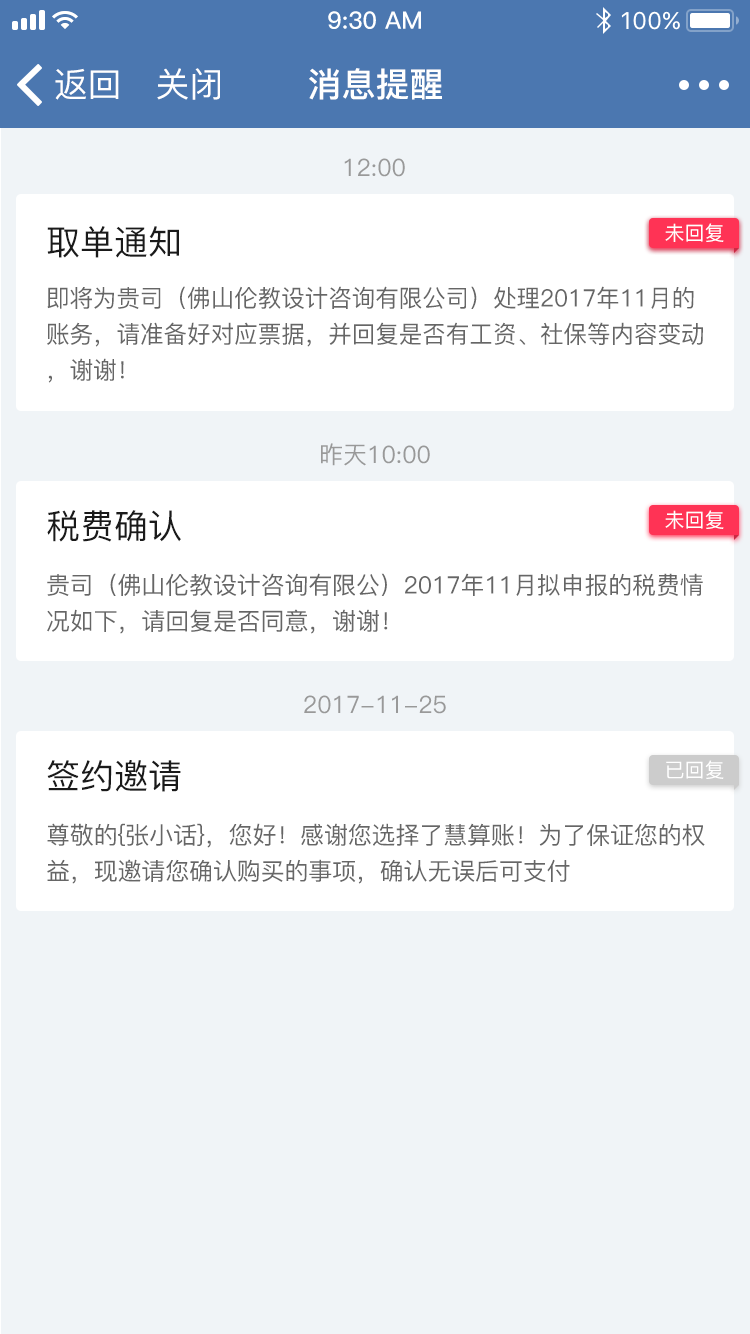 9:30 AM 100%
返回 关闭 消息提醒
12:00
取单通知 未回复
即将为贵司（佛山伦教设计咨询有限公司）处理2017年11月的
账务，请准备好对应票据，并回复是否有工资、社保等内容变动
，谢谢！
昨天10:00
税费确认 未回复
贵司（佛山伦教设计咨询有限公）2017年11月拟申报的税费情
况如下，请回复是否同意，谢谢！
2017-11-25
签约邀请 已回复
尊敬的{张小话}，您好！感谢您选择了慧算账！为了保证您的权
益，现邀请您确认购买的事项，确认无误后可支付